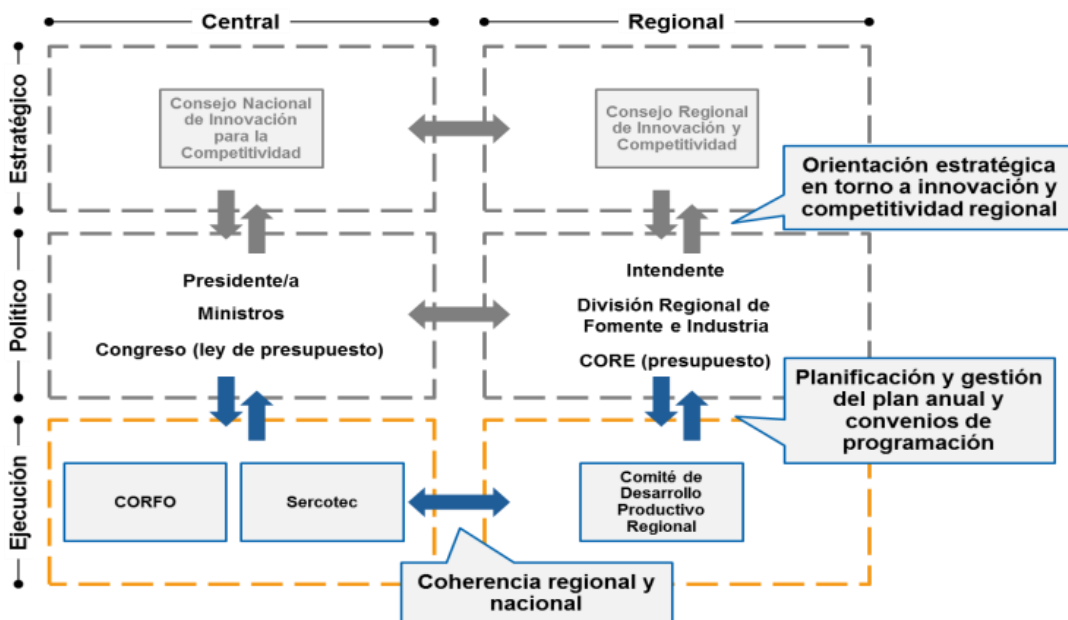 Central
Regional
Estratégico
Consejo Nacional
de Innovación
para la
Competitividad
Consejo Regional
de Innovación y
Competitividad
Orientación estratégica
en torno a innovación y
competitividad regional
Político
Presidente/a
Ministros
Congreso (ley de presupuesto)
Intendente
División Regional de
Fomente e Industria
CORE (presupuesto)
Planificación y gestión
del plan anual y
convenios de
programación
Ejecución
CORFO
Sercotec
Comité de
Desarrollo
Productivo
Regional
Coherencia regional y
nacional